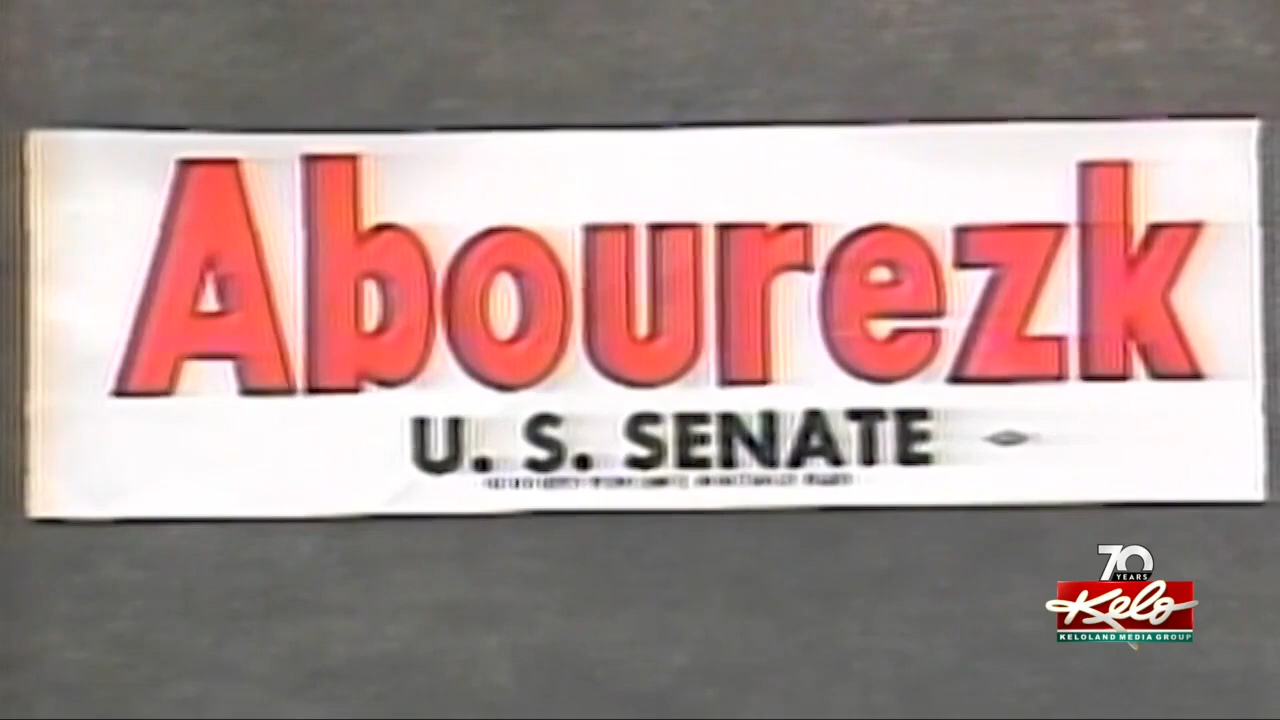 Abourezk
U. S. SENATE
70
YEARS
Kelo
KELOLAND MEDIA GROUP